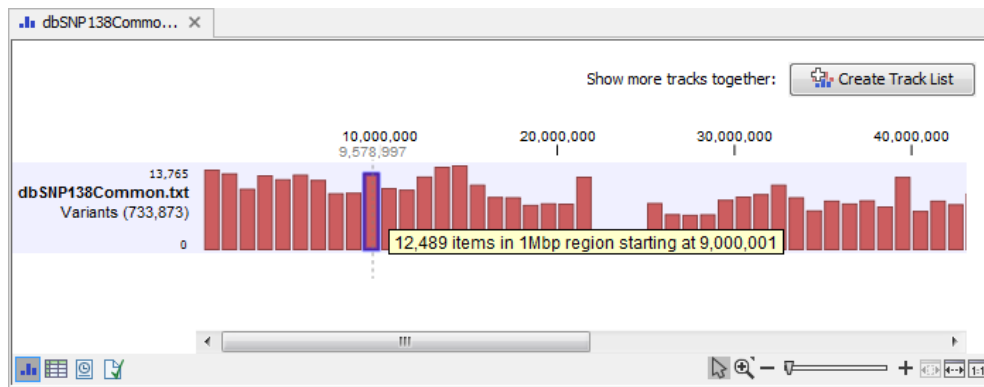 dbSNP138Commo...
Show more tracks together:
Create Track List
10,000,000 20,000,000 30,000,000 40,000,000
9,578,997
13,765
dbSNP138Common.txt
Variants (733,873)
0
12,489 items in 1Mbp region starting at 9,000,001
1:1